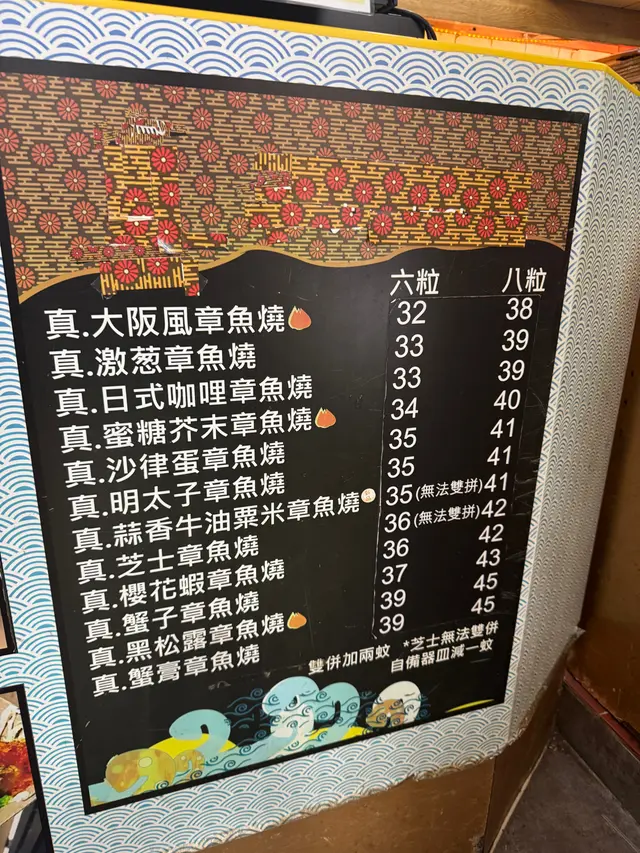 六粒 八粒
真.大阪風章魚燒 32 38
真.激葱章魚燒 33 39
真.日式咖哩章魚燒 33 39
真.蜜糖芥末章魚燒 34 40
真.沙律蛋章魚燒 35 41
真.明太子章魚燒 35 41
真.蒜香牛油粟米章魚燒 35(無法雙拼)41
真.芝士章魚燒 36(無法雙拼)42
真.櫻花蝦章魚燒 36 42
真.蟹子章魚燒 37 43
真.黑松露章魚燒 39 45
真.蟹膏章魚燒 39 45
雙併加兩蚊 *芝士無法雙併
自備器皿減一蚊